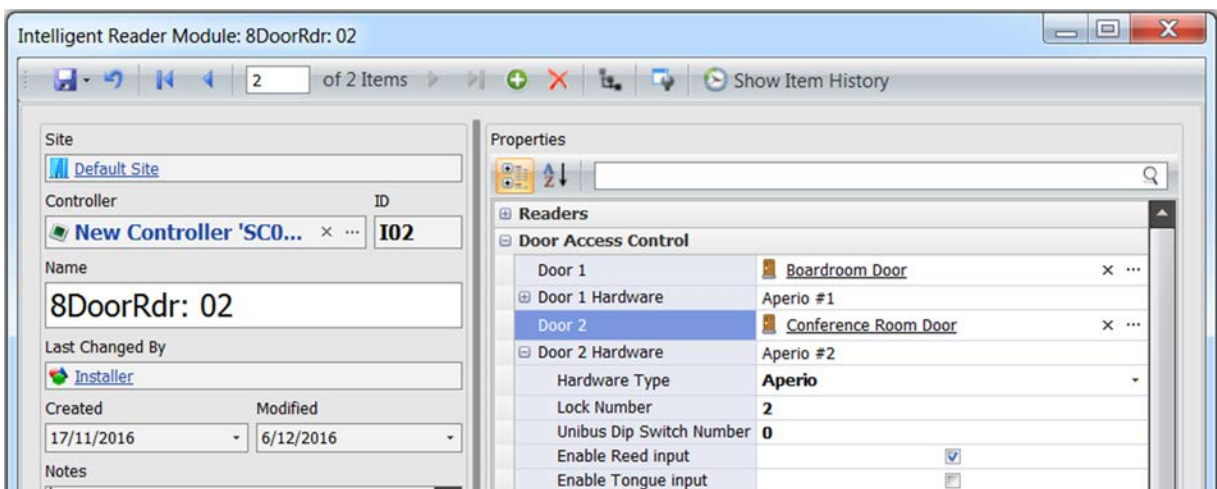 Intelligent Reader Module: 8DoorRdr: 02
2 of 2 Items Show Item History
Site
Default Site
Controller ID
New Controller 'SC0... × ··· I02
Name
8DoorRdr: 02
Last Changed By
Installer
Created Modified
17/11/2016 6/12/2016
Notes
Properties
Readers
Door Access Control
Door 1 Boardroom Door × ···
Door 1 Hardware Aperio #1
Door 2 Conference Room Door × ···
Door 2 Hardware Aperio #2
Hardware Type Aperio
Lock Number 2
Unibus Dip Switch Number 0
Enable Reed input
Enable Tongue input